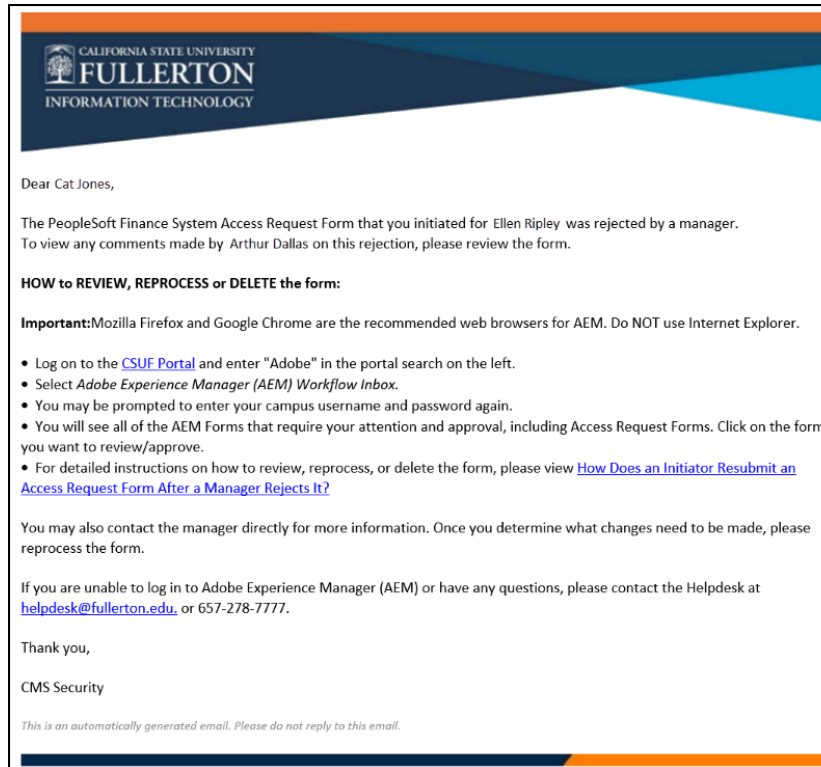 CALIFORNIA STATE UNIVERSITY
FULLERTON
INFORMATION TECHNOLOGY
Dear Cat Jones,
The PeopleSoft Finance System Access Request Form that you initiated for Ellen Ripley was rejected by a manager.
To view any comments made by Arthur Dallas on this rejection, please review the form.
HOW to REVIEW, REPROCESS or DELETE the form:
Important:Mozilla Firefox and Google Chrome are the recommended web browsers for AEM. Do NOT use Internet Explorer.
• Log on to the CSUF Portal and enter "Adobe" in the portal search on the left.
• Select Adobe Experience Manager (AEM) Workflow Inbox.
• You may be prompted to enter your campus username and password again.
• You will see all of the AEM Forms that require your attention and approval, including Access Request Forms. Click on the form
you want to review/approve.
• For detailed instructions on how to review, reprocess, or delete the form, please view How Does an Initiator Resubmit an
Access Request Form After a Manager Rejects It?
You may also contact the manager directly for more information. Once you determine what changes need to be made, please
reprocess the form.
If you are unable to log in to Adobe Experience Manager (AEM) or have any questions, please contact the Helpdesk at
helpdesk@fullerton.edu. or 657-278-7777.
Thank you,
CMS Security
This is an automatically generated email. Please do not reply to this email.